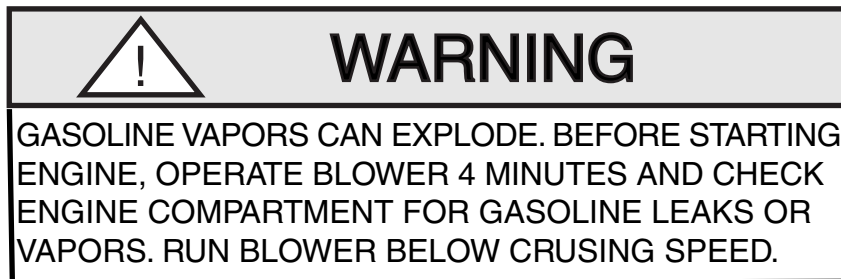 ! WARNING
GASOLINE VAPORS CAN EXPLODE. BEFORE STARTING
ENGINE, OPERATE BLOWER 4 MINUTES AND CHECK
ENGINE COMPARTMENT FOR GASOLINE LEAKS OR
VAPORS. RUN BLOWER BELOW CRUSING SPEED.